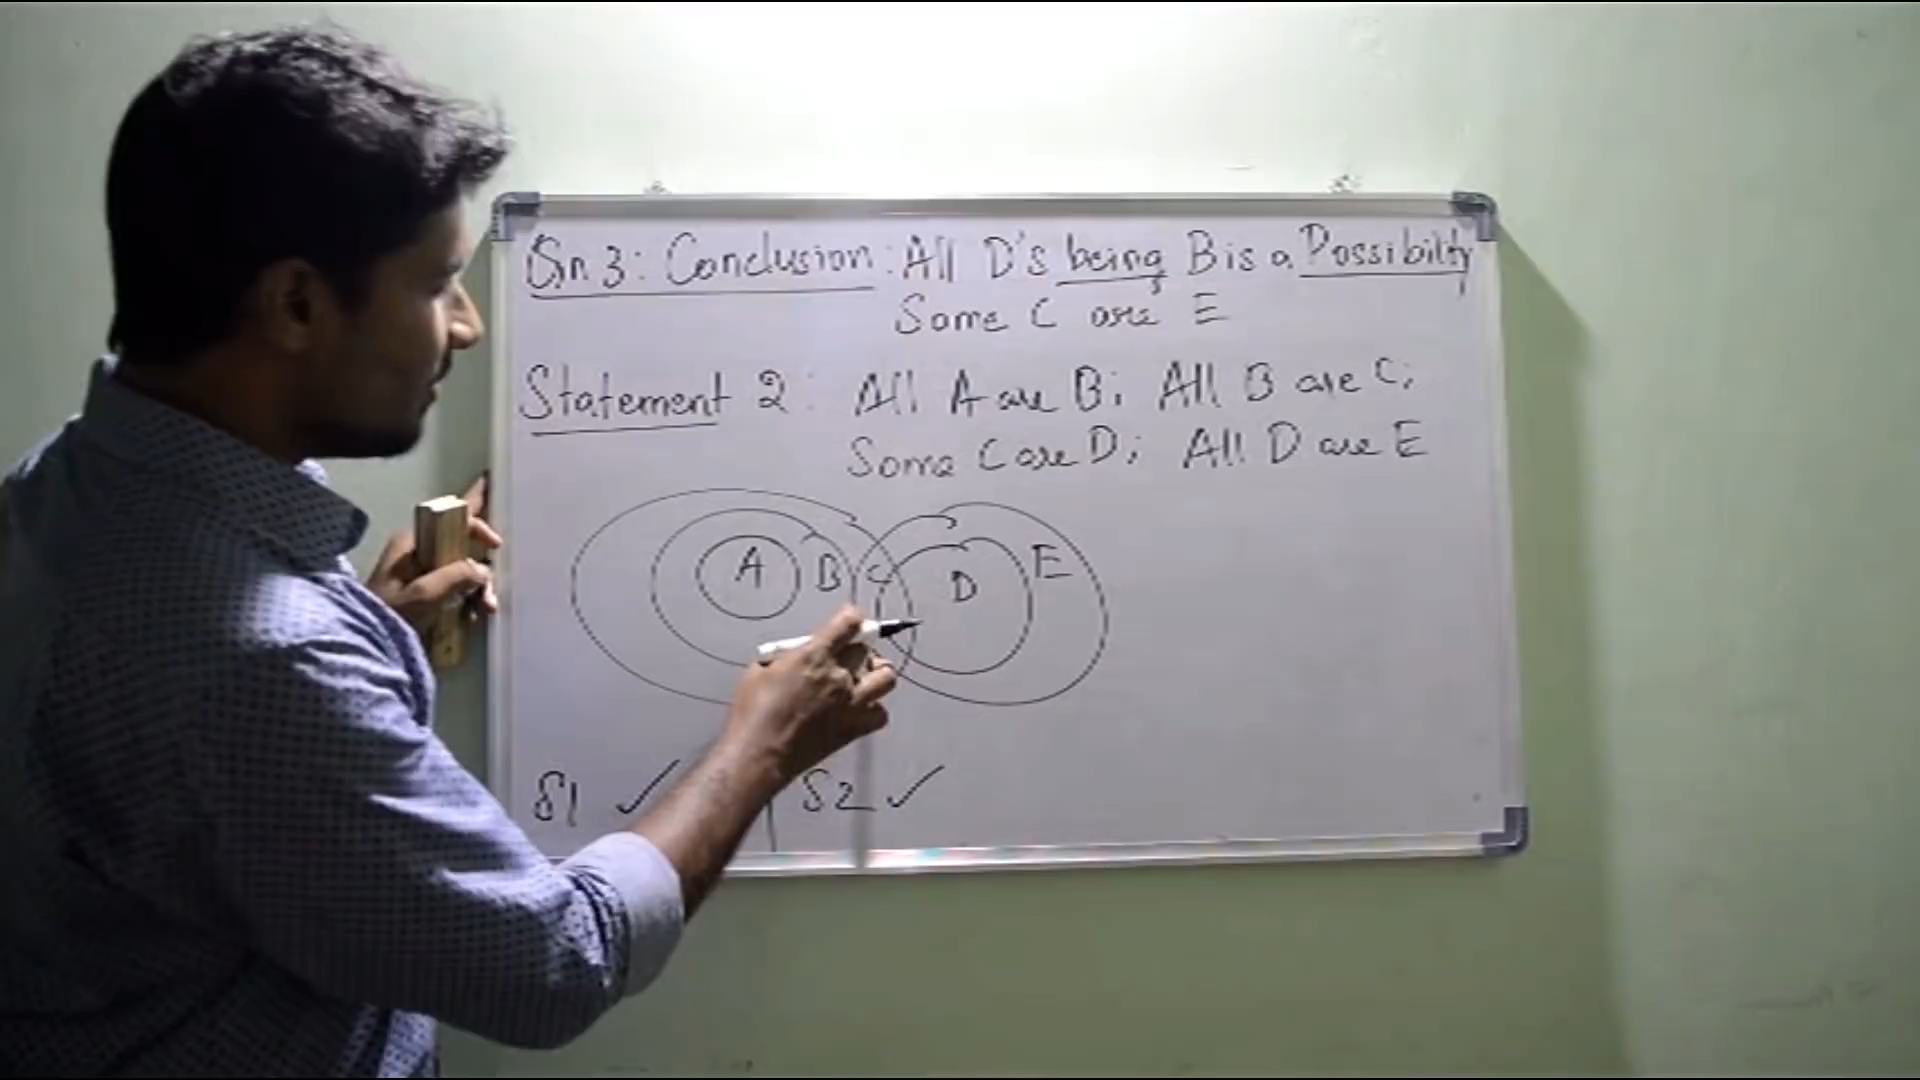 Qn 3: Conclusion: All D's being B is a Possibilty
Some C are E
Statement 2: All A are B; All B are C;
Some C are D; All D are E
A B C D E
S1 ✓ S2 ✓